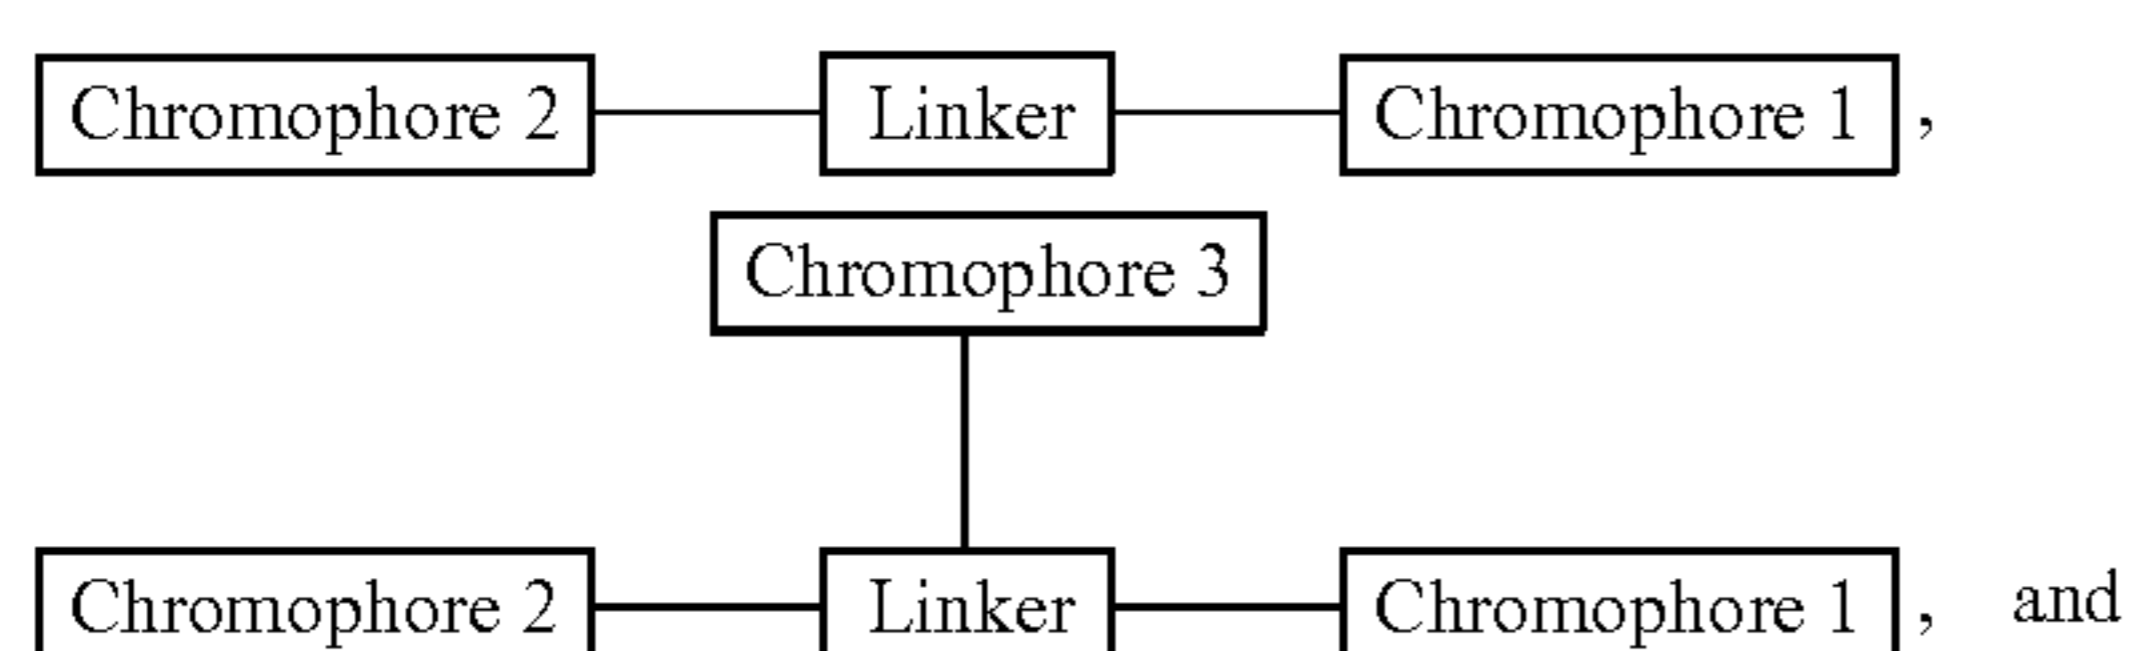 Chromophore 2 Linker Chromophore 1 ,
Chromophore 3
Chromophore 2 Linker Chromophore 1 , and